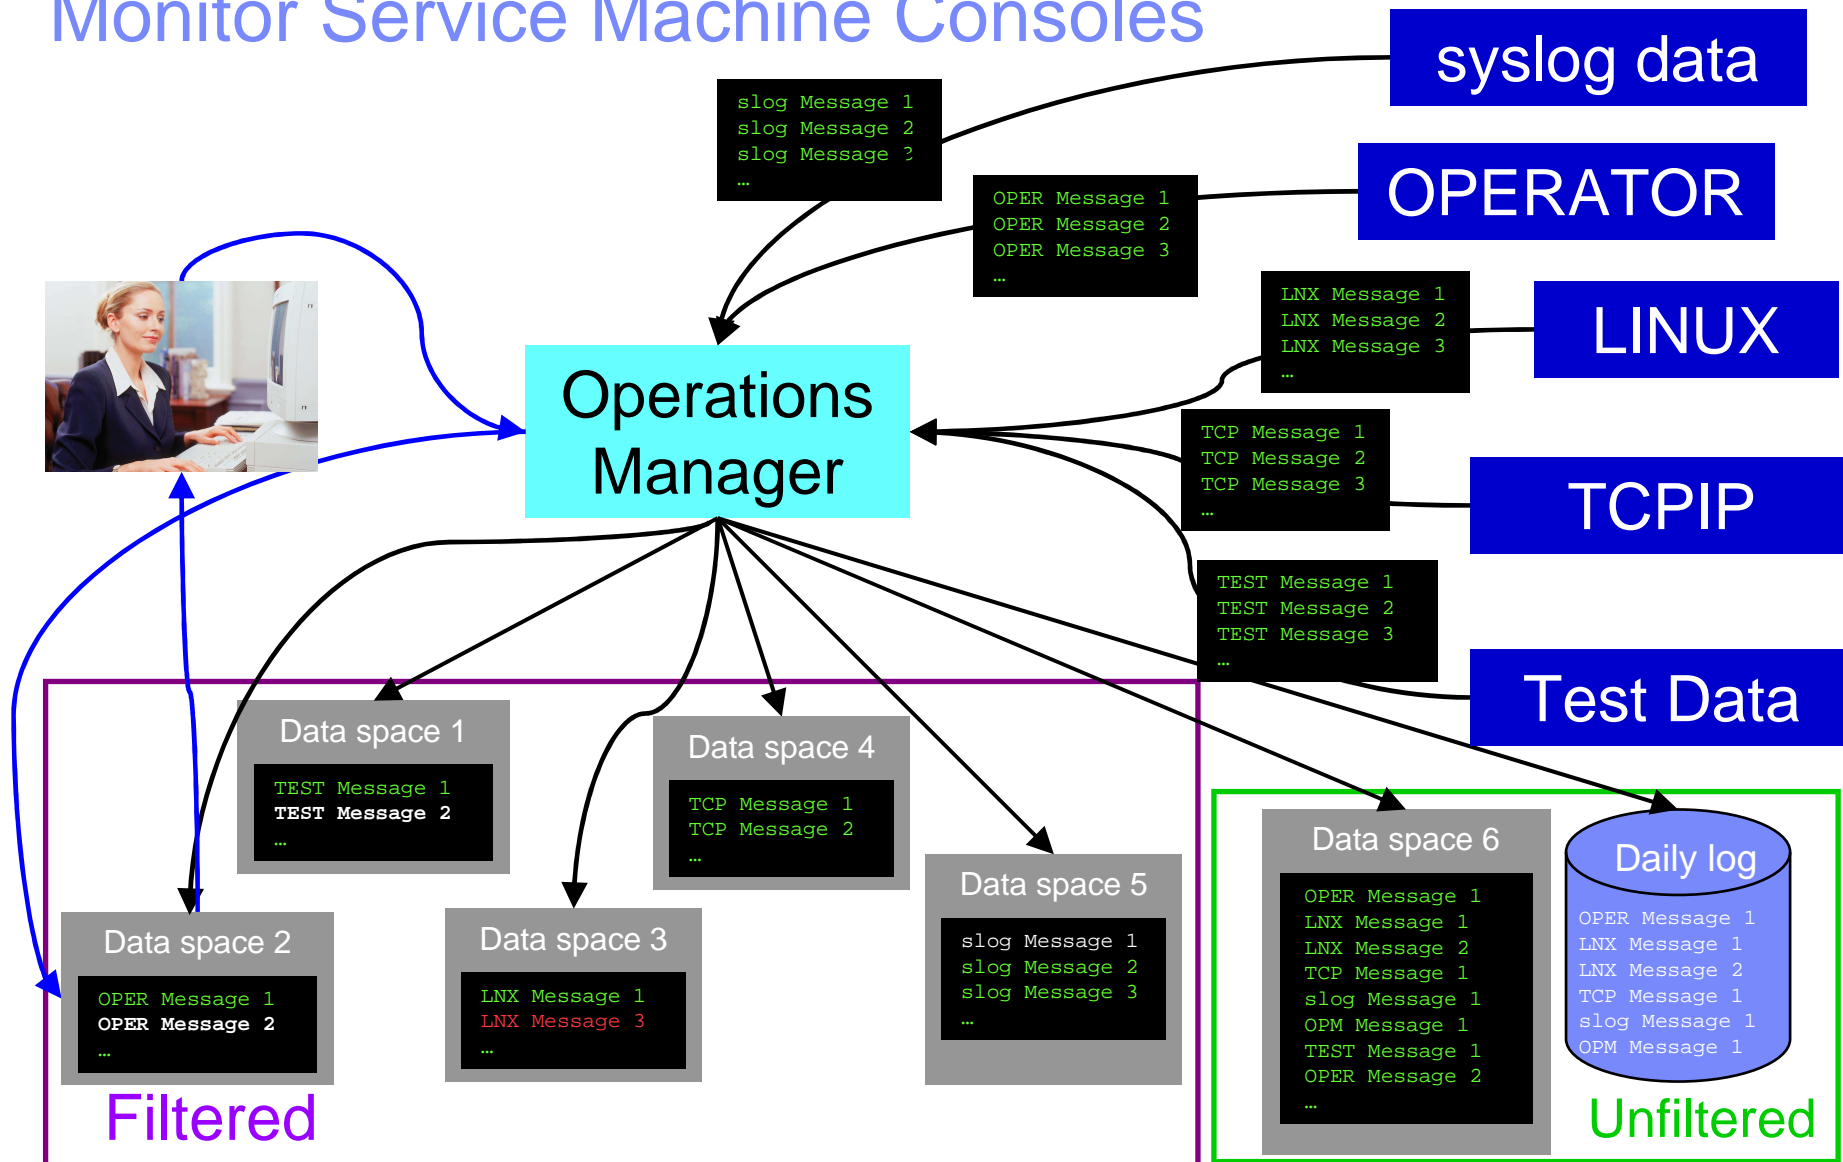 Monitor Service Machine Consoles
syslog data
slog Message 1
slog Message 2
slog Message 3
…
OPERATOR
OPER Message 1
OPER Message 2
OPER Message 3
…
LINUX
LNX Message 1
LNX Message 2
LNX Message 3
…
Operations
Manager
TCPIP
TCP Message 1
TCP Message 2
TCP Message 3
…
TEST Message 1
TEST Message 2
TEST Message 3
…
Test Data
Data space 1
TEST Message 1
TEST Message 2
…
Data space 4
TCP Message 1
TCP Message 2
…
Data space 2
OPER Message 1
OPER Message 2
…
Data space 3
LNX Message 1
LNX Message 3
…
Data space 5
slog Message 1
slog Message 2
slog Message 3
…
Data space 6
OPER Message 1
LNX Message 1
LNX Message 2
TCP Message 1
slog Message 1
OPM Message 1
TEST Message 1
OPER Message 2
…
Daily log
OPER Message 1
LNX Message 1
LNX Message 2
TCP Message 1
slog Message 1
OPM Message 1
Filtered
Unfiltered